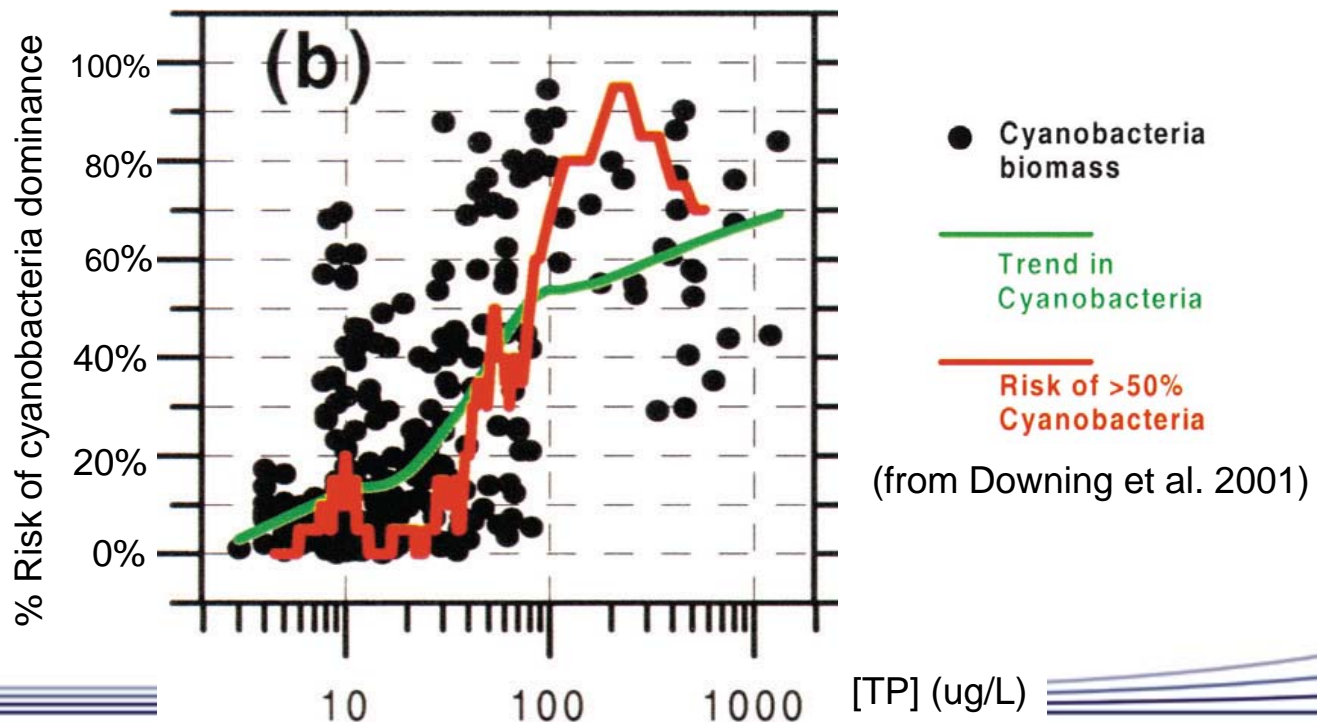 % Risk of cyanobacteria dominance
(b)
100%
80%
60%
40%
20%
0%
10
100
1000
[TP] (ug/L)
Cyanobacteria
biomass
Trend in
Cyanobacteria
Risk of >50%
Cyanobacteria
(from Downing et al. 2001)